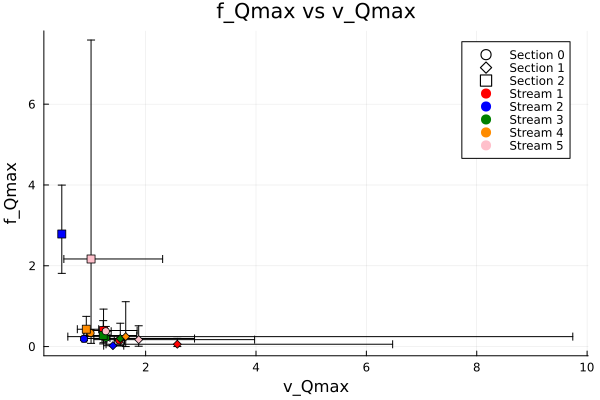 f_Qmax vs v_Qmax
Section 0
Section 1
Section 2
Stream 1
Stream 2
Stream 3
Stream 4
Stream 5
f_Qmax
6
4
2
0
2
4
6
8
10
v_Qmax